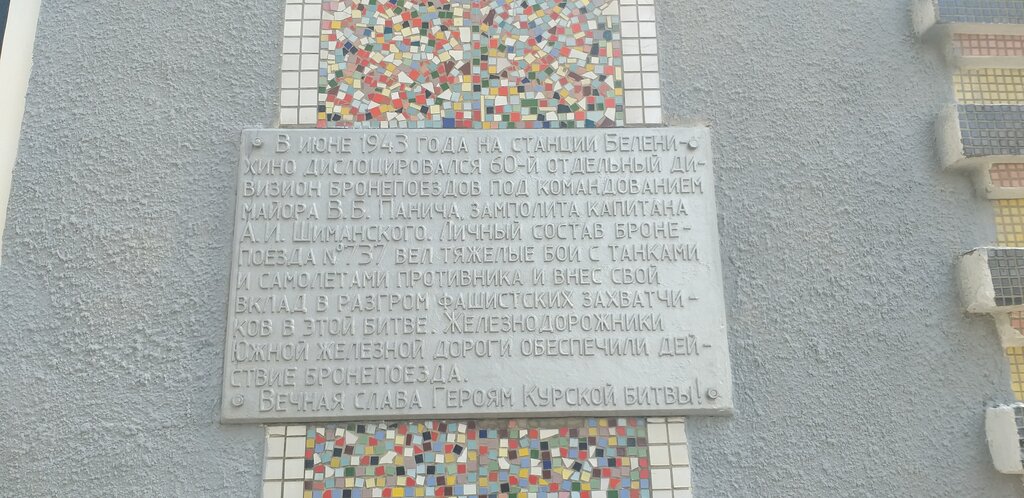 В ИЮНЕ 1943 ГОДА НА СТАНЦИИ БЕЛЕНИ-
ХИНО ДИСЛОЦИРОВАЛСЯ 60-Й ОТДЕЛЬНЫЙ ДИ-
ВИЗИОН БРОНЕПОЕЗДОВ ПОД КОМАНДОВАНИЕМ
МАЙОРА В.Б. ПАНИЧА, ЗАМПОЛИТА КАПИТАНА
А.И. ШИМАНСКОГО. ЛИЧНЫЙ СОСТАВ БРОНЕ-
ПОЕЗДА №737 ВЕЛ ТЯЖЕЛЫЕ БОИ С ТАНКАМИ
И САМОЛЕТАМИ ПРОТИВНИКА И ВНЕС СВОЙ
ВКЛАД В РАЗГРОМ ФАШИСТСКИХ ЗАХВАТЧИ-
КОВ В ЭТОЙ БИТВЕ. ЖЕЛЕЗНОДОРОЖНИКИ
ЮЖНОЙ ЖЕЛЕЗНОЙ ДОРОГИ ОБЕСПЕЧИЛИ ДЕЙ-
СТВИЕ БРОНЕПОЕЗДА.
ВЕЧНАЯ СЛАВА ГЕРОЯМ КУРСКОЙ БИТВЫ!